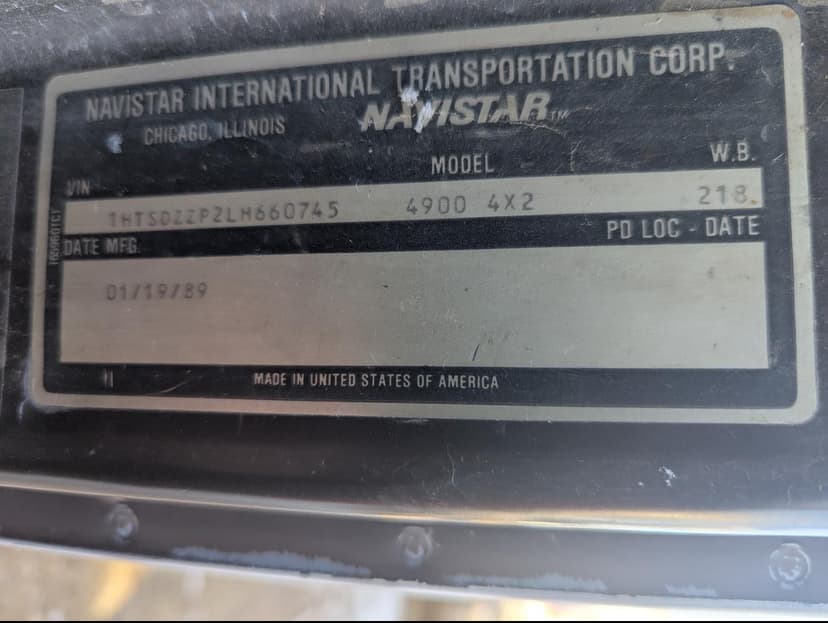 NAVISTAR INTERNATIONAL TRANSPORTATION CORP.
CHICAGO, ILLINOIS NAVISTAR™
VIN MODEL W.B.
1HTSDZZP2LH660745 4900 4X2 218.
DATE MFG. PD LOC - DATE
01/19/89
MADE IN UNITED STATES OF AMERICA